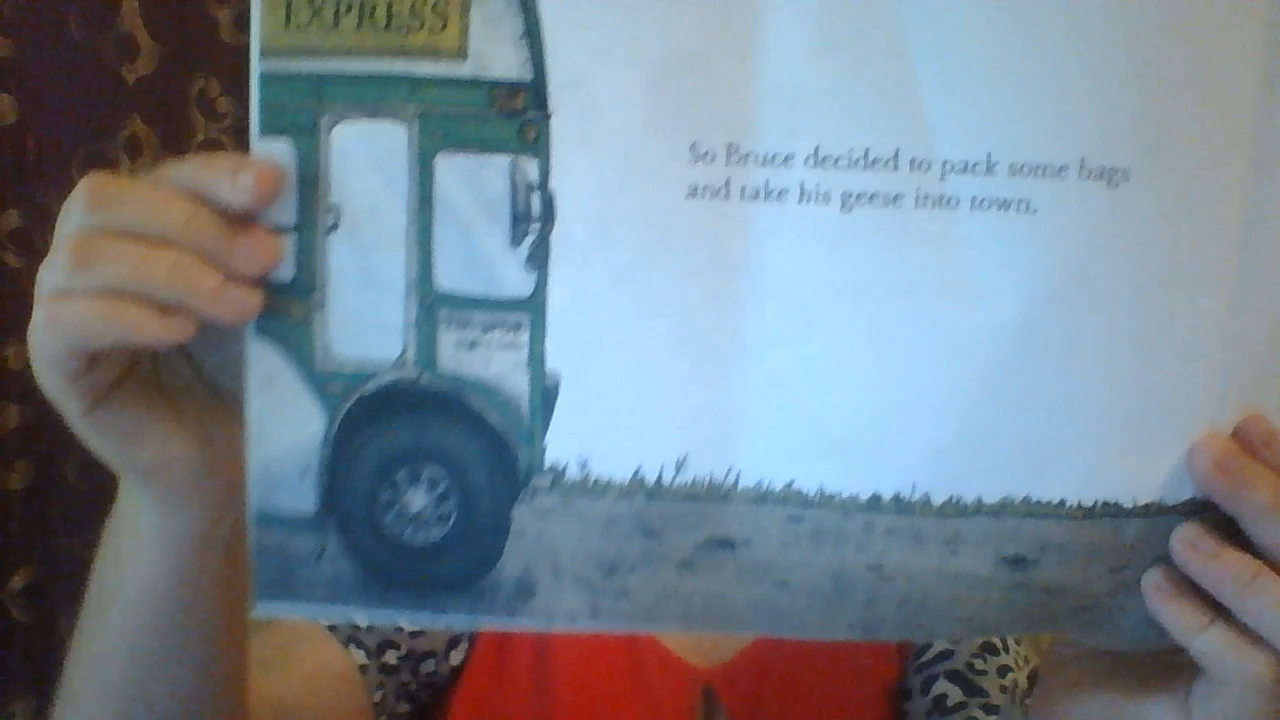 EXPRESS
So Bruce decided to pack some bags
and take his geese into town.